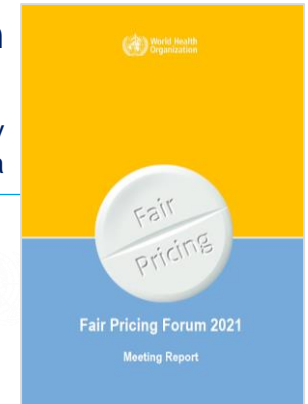 World Health
Organization
Fair
Pricing
Fair Pricing Forum 2021
Meeting Report